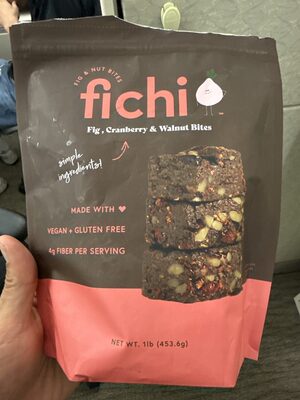 FIG & NUT BITES
fichi
™
Fig, Cranberry & Walnut Bites
simple
ingredients!
MADE WITH ♥
VEGAN + GLUTEN FREE
4g FIBER PER SERVING
NET WT. 1lb (453.6g)